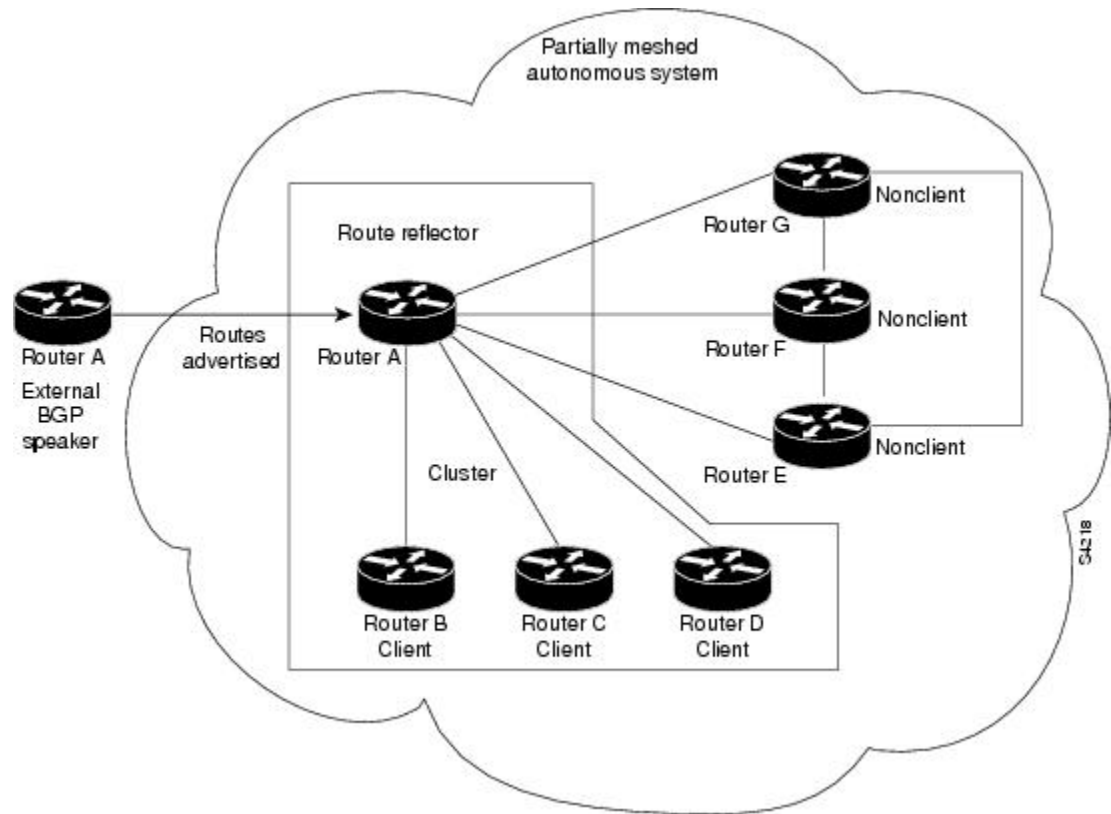 Partially meshed
autonomous system
Nonclient
Router G
Route reflector
Nonclient
Router F
Router A
Routes
advertised
Router A
External
BGP
speaker
Nonclient
Router E
Cluster
Router B
Client
Router C
Client
Router D
Client
S4218